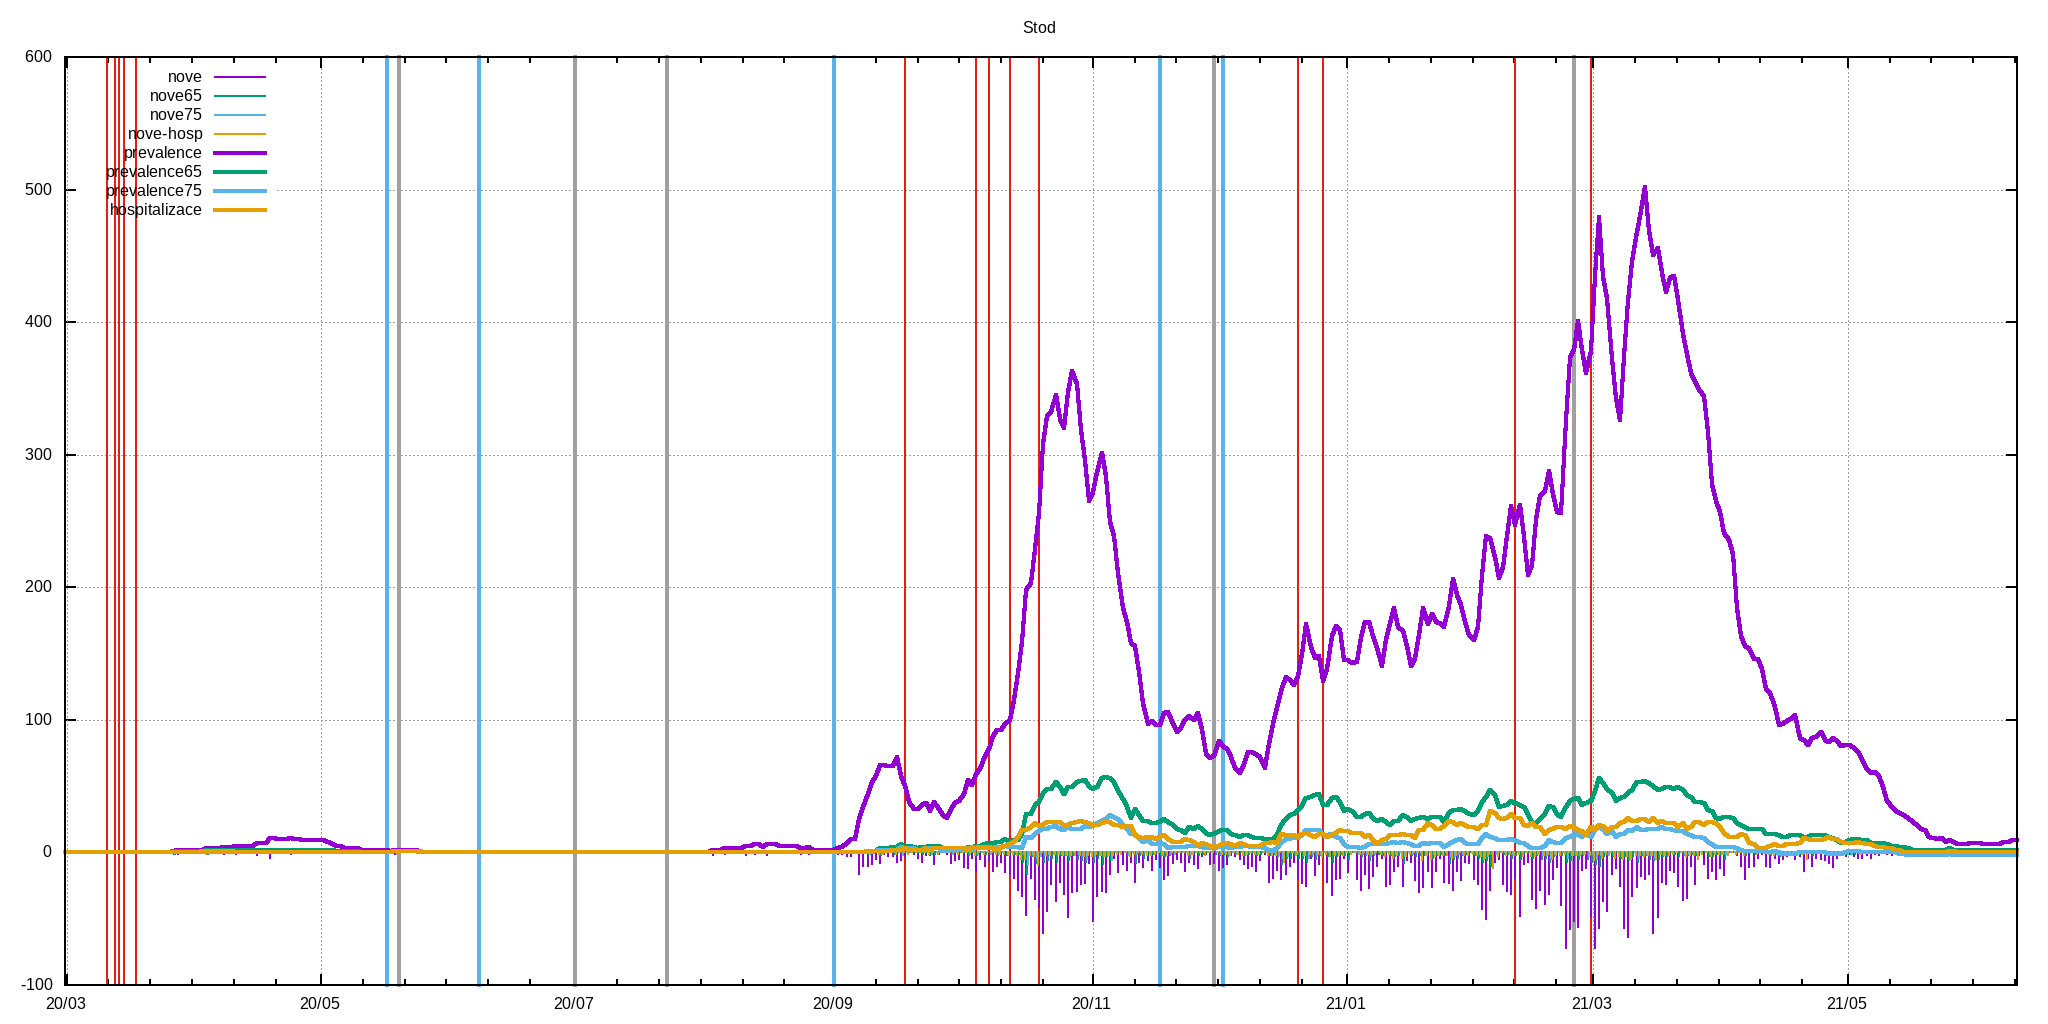 Stod
600
500
400
300
200
100
0
-100
nove
nove65
nove75
nove-hosp
prevalence
prevalence65
prevalence75
hospitalizace
20/03 20/05 20/07 20/09 20/11 21/01 21/03 21/05